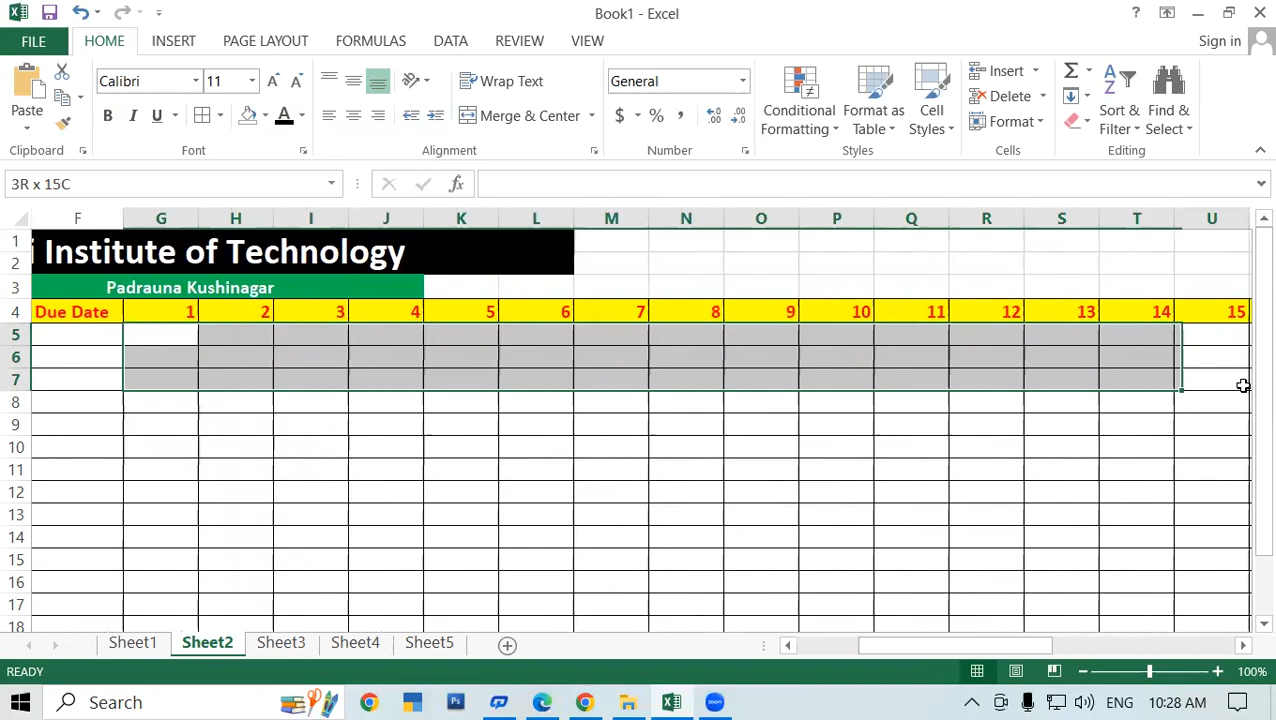 Book1 - Excel
?
FILE HOME INSERT PAGE LAYOUT FORMULAS DATA REVIEW VIEW Sign in
Paste
Calibri 11
B I U A
Wrap Text
Merge & Center
General
$ % ,
Conditional Formatting
Format as Table
Cell Styles
Insert
Delete
Format
Sort & Filter
Find & Select
Clipboard Font Alignment Number Styles Cells Editing
3R x 15C fx
F G H I J K L M N O P Q R S T U
1
2 Institute of Technology
3 Padrauna Kushinagar
4 Due Date 1 2 3 4 5 6 7 8 9 10 11 12 13 14 15
5
6
7
8
9
10
11
12
13
14
15
16
17
18
Sheet1 Sheet2 Sheet3 Sheet4 Sheet5
READY 100%
Search ENG 10:28 AM